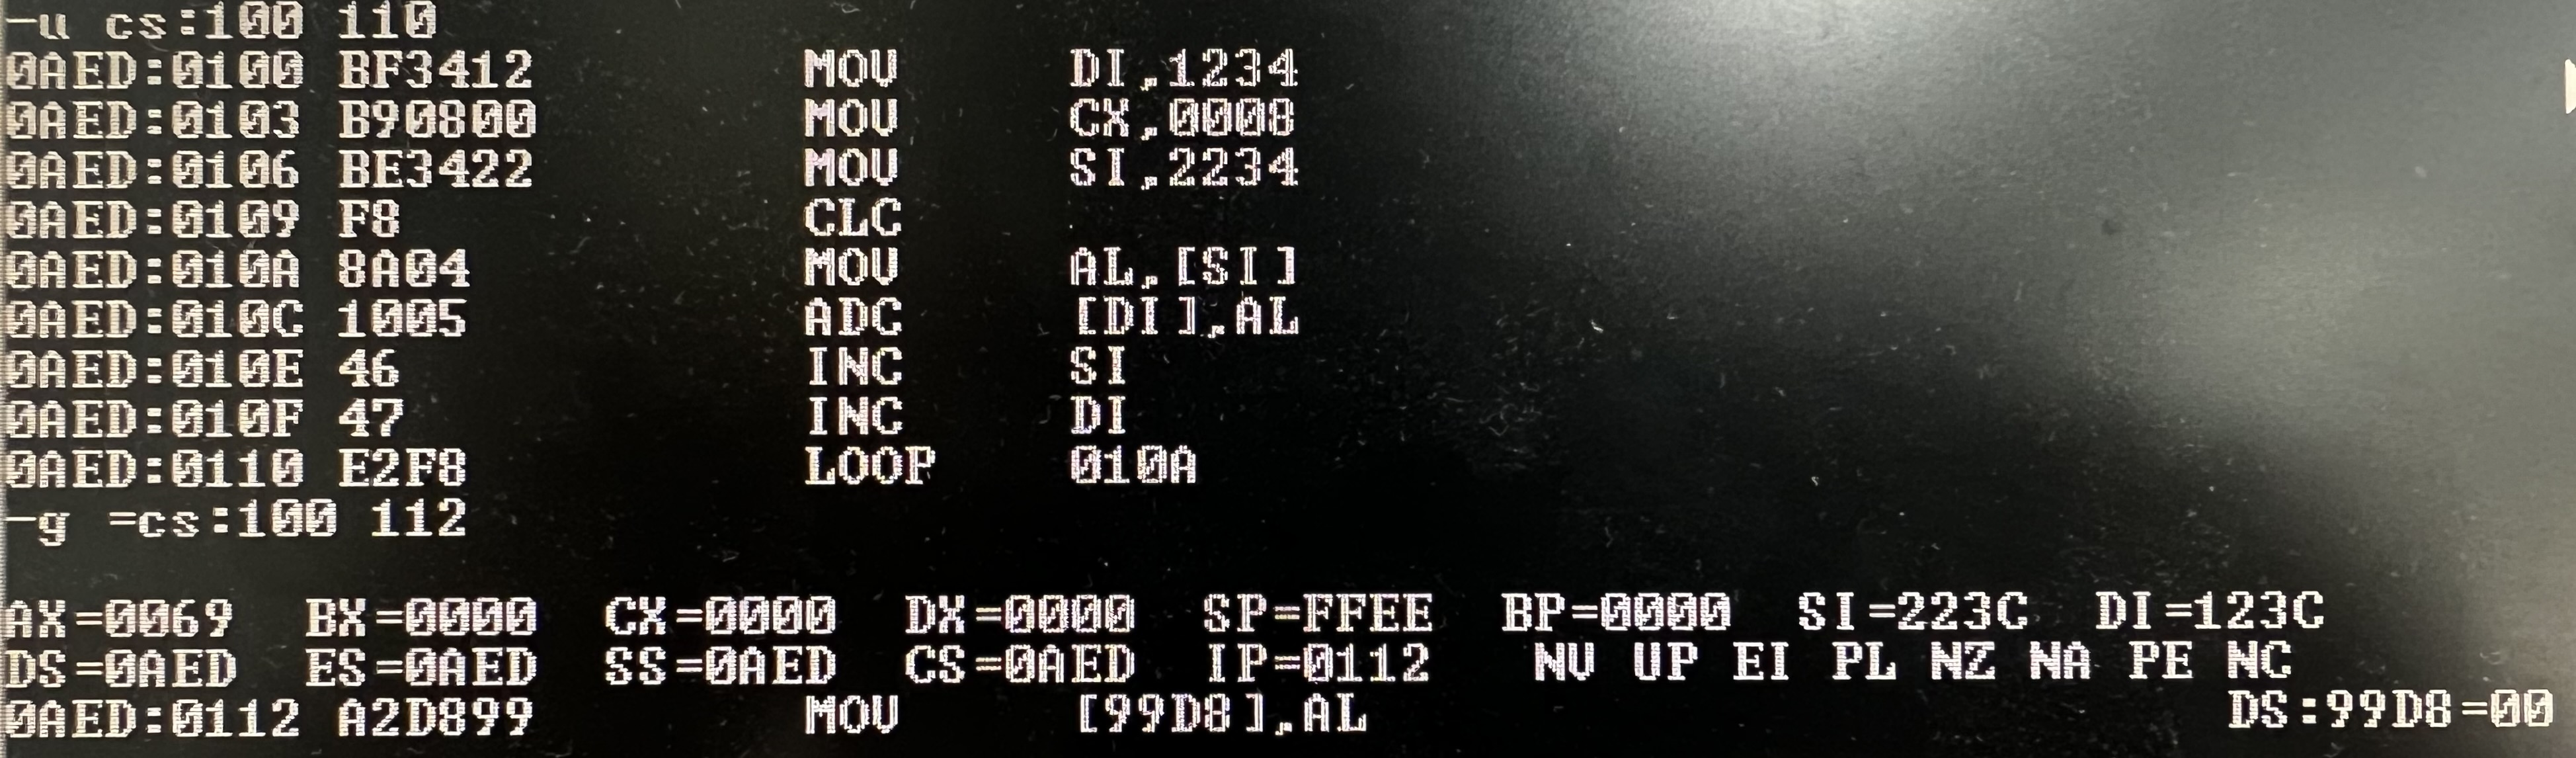 -u cs:100 110
0AED:0100 BF3412        MOV     DI,1234
0AED:0103 B90800        MOV     CX,0008
0AED:0106 BE3422        MOV     SI,2234
0AED:0109 F8            CLC
0AED:010A 8A04          MOV     AL,[SI]
0AED:010C 1005          ADC     [DI],AL
0AED:010E 46            INC     SI
0AED:010F 47            INC     DI
0AED:0110 E2F8          LOOP    010A
-g =cs:100 112
AX=0069  BX=0000  CX=0000  DX=0000  SP=FFEE  BP=0000  SI=223C  DI=123C
DS=0AED  ES=0AED  SS=0AED  CS=0AED  IP=0112   NV UP EI PL NZ NA PE NC
0AED:0112 A2D899        MOV     [99D8],AL                          DS:99D8=00